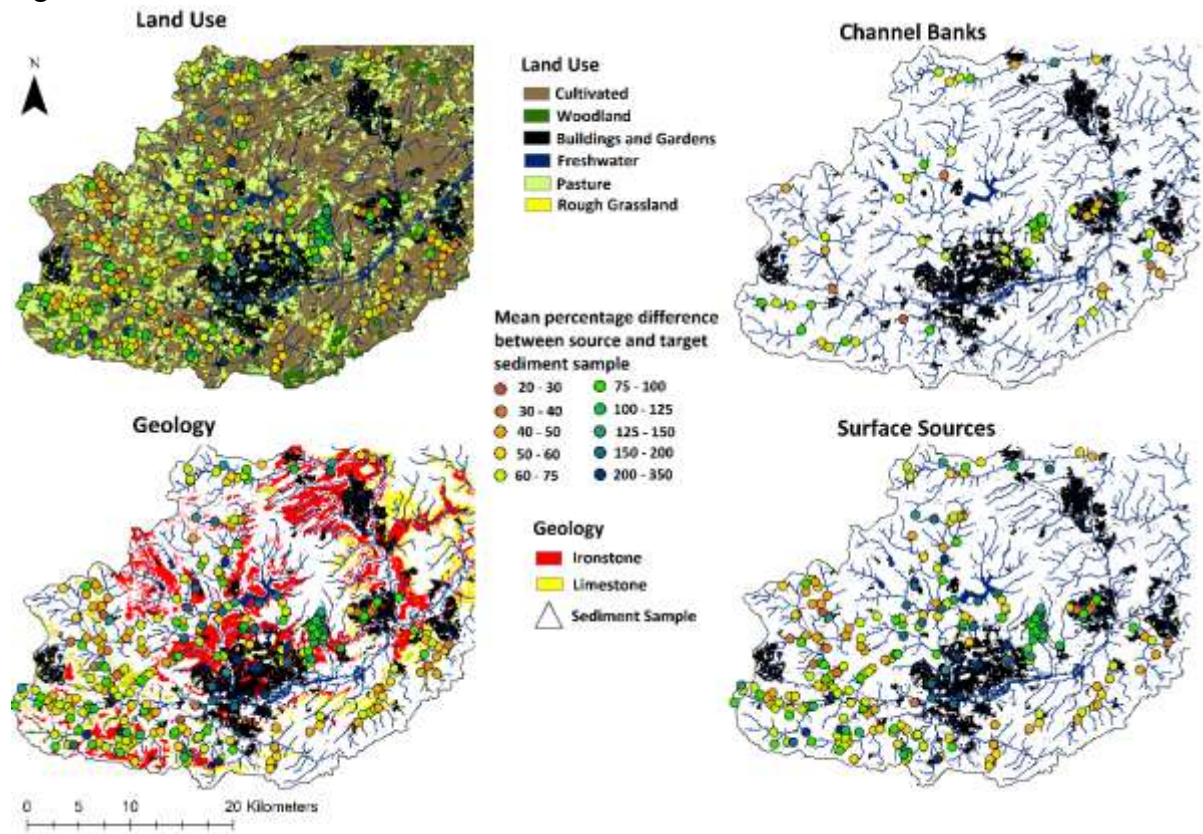 Land Use
N
Land Use
Cultivated
Woodland
Buildings and Gardens
Freshwater
Pasture
Rough Grassland
Channel Banks
Mean percentage difference
between source and target
sediment sample
20 - 30
30 - 40
40 - 50
50 - 60
60 - 75
75 - 100
100 - 125
125 - 150
150 - 200
200 - 350
Geology
Geology
Ironstone
Limestone
Sediment Sample
Surface Sources
0 5 10 20 Kilometers